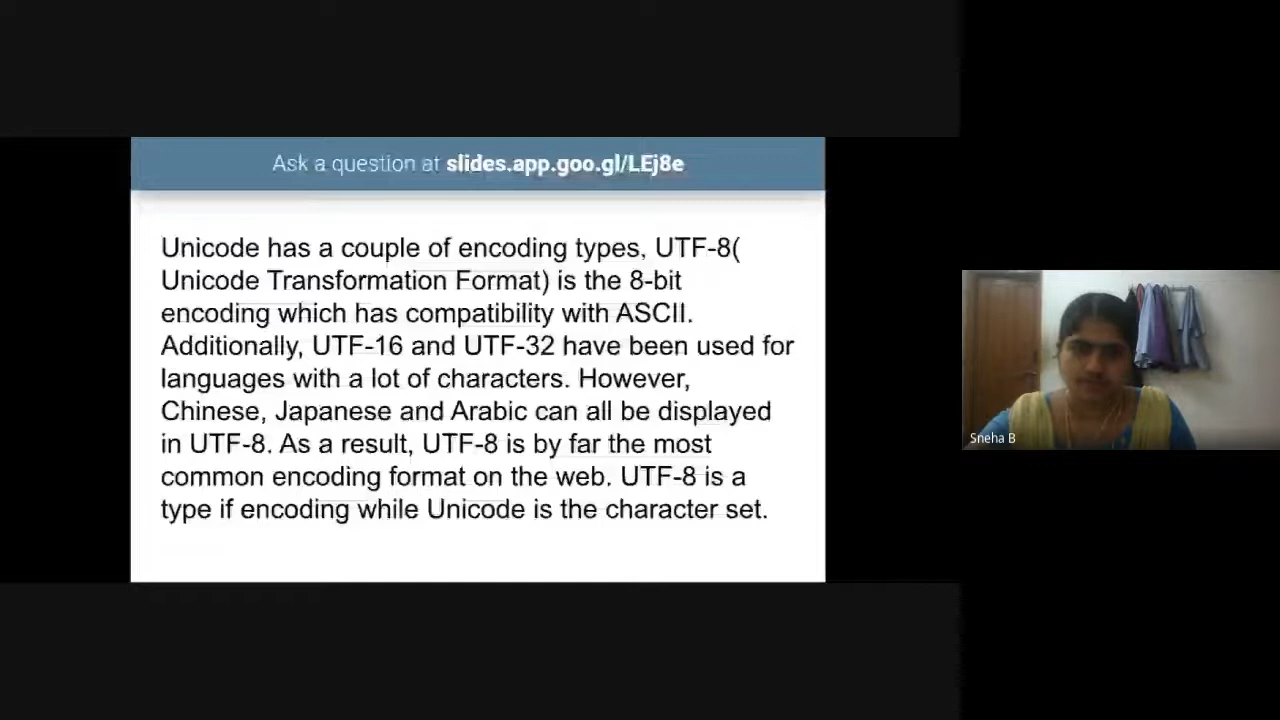 Ask a question at slides.app.goo.gl/LEj8e
Unicode has a couple of encoding types, UTF-8(
Unicode Transformation Format) is the 8-bit
encoding which has compatibility with ASCII.
Additionally, UTF-16 and UTF-32 have been used for
languages with a lot of characters. However,
Chinese, Japanese and Arabic can all be displayed
in UTF-8. As a result, UTF-8 is by far the most
common encoding format on the web. UTF-8 is a
type if encoding while Unicode is the character set.
Sneha B